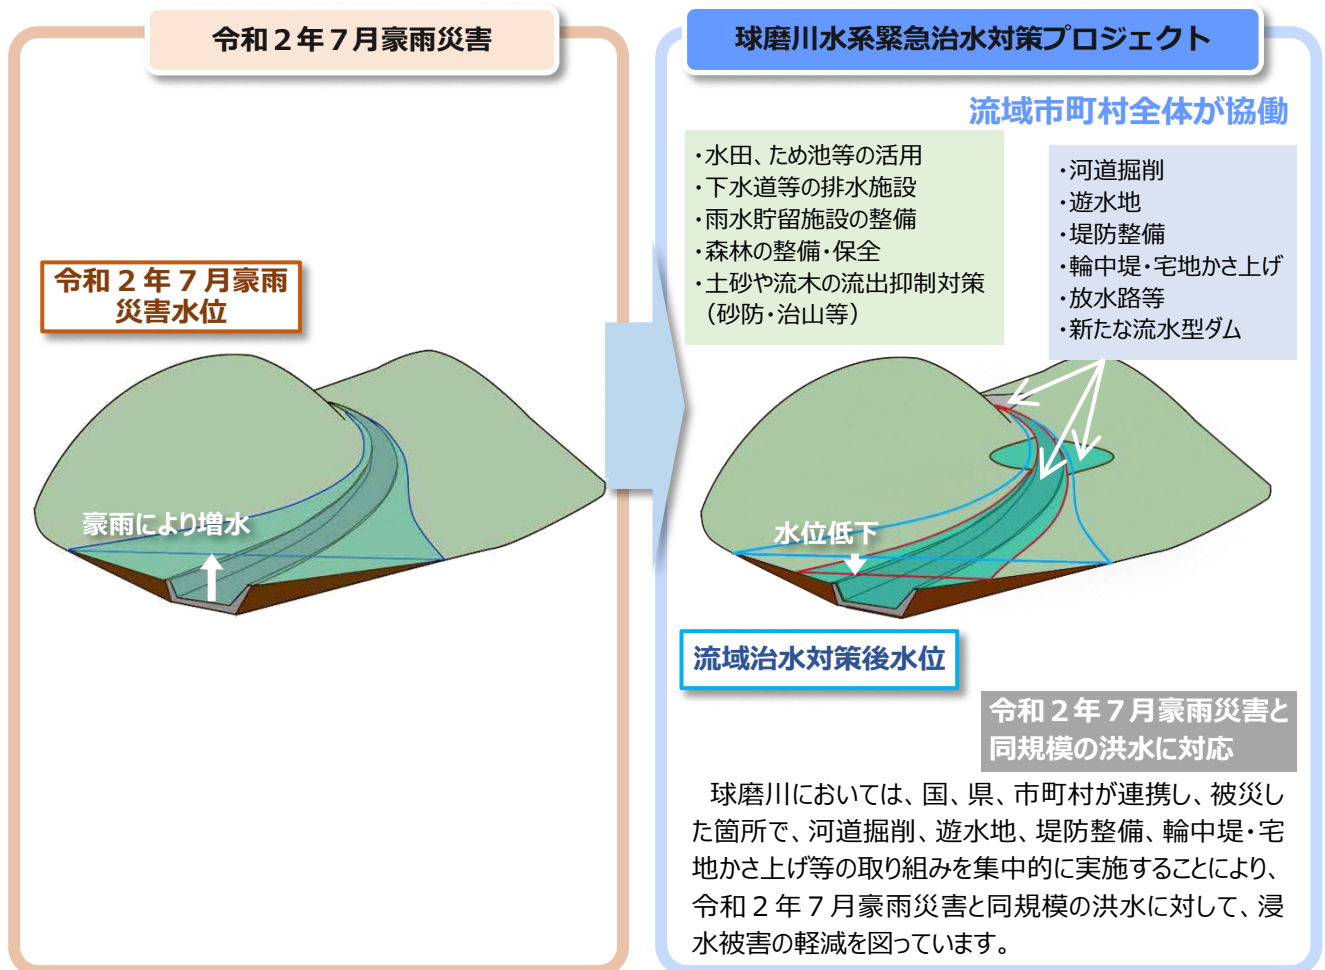 令和２年７月豪雨災害
令和２年７月豪雨
災害水位
豪雨により増水
球磨川水系緊急治水対策プロジェクト
流域市町村全体が協働
・水田、ため池等の活用
・下水道等の排水施設
・雨水貯留施設の整備
・森林の整備・保全
・土砂や流木の流出抑制対策
（砂防・治山等）
・河道掘削
・遊水地
・堤防整備
・輪中堤・宅地かさ上げ
・放水路等
・新たな流水型ダム
水位低下
流域治水対策後水位
令和２年７月豪雨災害と
同規模の洪水に対応
球磨川においては、国、県、市町村が連携し、被災し
た箇所で、河道掘削、遊水地、堤防整備、輪中堤・宅
地かさ上げ等の取り組みを集中的に実施することにより、
令和２年７月豪雨災害と同規模の洪水に対して、浸
水被害の軽減を図っています。